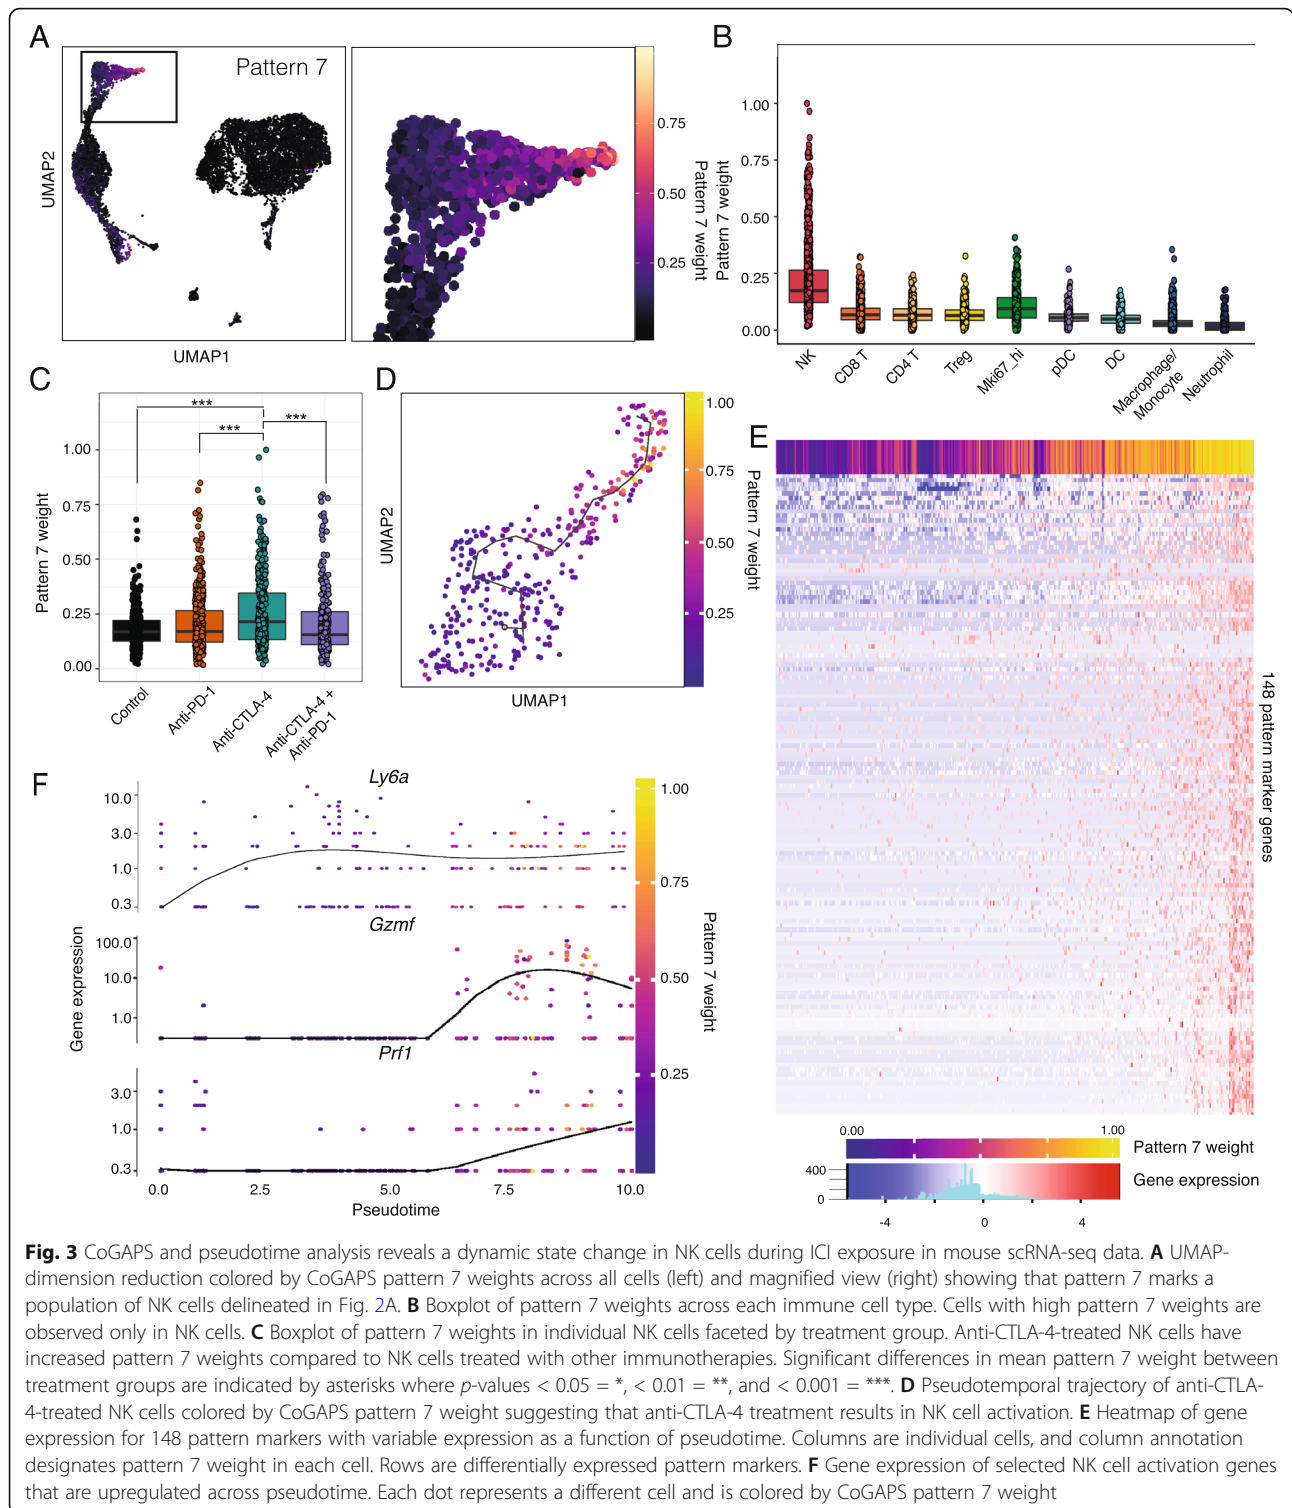 A
Pattern 7
UMAP2
UMAP1
0.75
0.50
0.25
Pattern 7 weight
B
Pattern 7 weight
1.00
0.75
0.50
0.25
0.00
NK
CD8 T
CD4 T
Treg
Mki67_hi
pDC
DC
Macrophage/
Monocyte
Neutrophil
C
Pattern 7 weight
***
***
***
1.00
0.75
0.50
0.25
0.00
Control
Anti-PD-1
Anti-CTLA-4
Anti-CTLA-4 +
Anti-PD-1
D
UMAP2
UMAP1
1.00
0.75
0.50
0.25
Pattern 7 weight
E
148 pattern marker genes
0.00
1.00
Pattern 7 weight
400
0
Gene expression
-4
0
4
F
Gene expression
Ly6a
10.0
3.0
1.0
0.3
Gzmf
100.0
10.0
1.0
Prf1
3.0
1.0
0.3
0.0
2.5
5.0
7.5
10.0
Pseudotime
1.00
0.75
0.50
0.25
Pattern 7 weight
Fig. 3 CoGAPS and pseudotime analysis reveals a dynamic state change in NK cells during ICI exposure in mouse scRNA-seq data. A UMAP-
dimension reduction colored by CoGAPS pattern 7 weights across all cells (left) and magnified view (right) showing that pattern 7 marks a
population of NK cells delineated in Fig. 2A. B Boxplot of pattern 7 weights across each immune cell type. Cells with high pattern 7 weights are
observed only in NK cells. C Boxplot of pattern 7 weights in individual NK cells faceted by treatment group. Anti-CTLA-4-treated NK cells have
increased pattern 7 weights compared to NK cells treated with other immunotherapies. Significant differences in mean pattern 7 weight between
treatment groups are indicated by asterisks where p-values < 0.05 = *, < 0.01 = **, and < 0.001 = ***. D Pseudotemporal trajectory of anti-CTLA-
4-treated NK cells colored by CoGAPS pattern 7 weight suggesting that anti-CTLA-4 treatment results in NK cell activation. E Heatmap of gene
expression for 148 pattern markers with variable expression as a function of pseudotime. Columns are individual cells, and column annotation
designates pattern 7 weight in each cell. Rows are differentially expressed pattern markers. F Gene expression of selected NK cell activation genes
that are upregulated across pseudotime. Each dot represents a different cell and is colored by CoGAPS pattern 7 weight